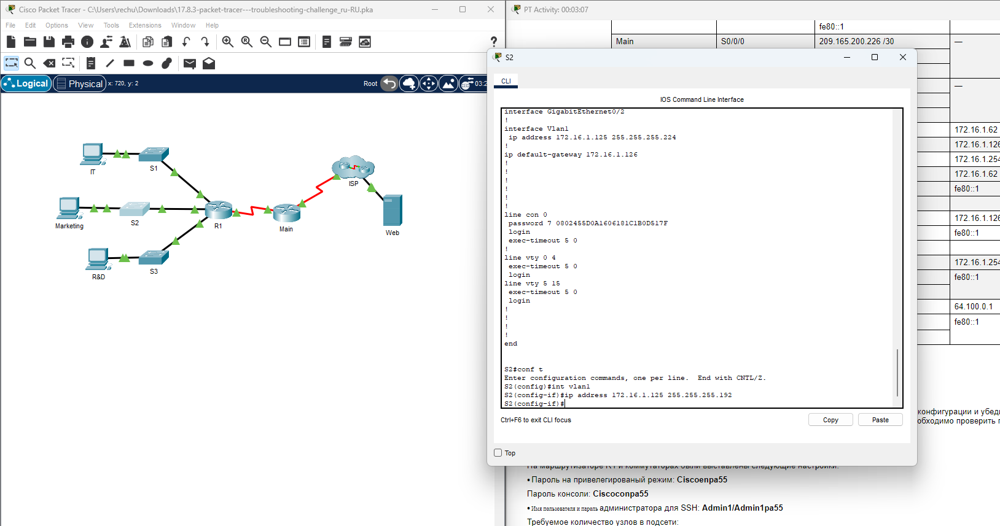 Cisco Packet Tracer - C:\Users\rechu\Downloads\17.8.3-packet-tracer---troubleshooting-challenge_ru-RU.pka
File Edit Options View Tools Extensions Window Help
Logical Physical x: 720, y: 2 Root
IT
S1
Marketing
S2
R&D
S3
R1
Main
ISP
Web
PT Activity: 00:03:07
fe80::1
Main S0/0/0 209.165.200.226 /30 —
—
172.16.1.62
172.16.1.126
172.16.1.254
172.16.1.62
fe80::1
172.16.1.126
fe80::1
172.16.1.254
fe80::1
64.100.0.1
fe80::1
S2
CLI
IOS Command Line Interface
interface GigabitEthernet0/2
!
interface Vlan1
ip address 172.16.1.125 255.255.255.224
!
ip default-gateway 172.16.1.126
!
!
!
!
!
!
line con 0
password 7 0802455D0A1606181C1B0D517F
login
exec-timeout 5 0
!
line vty 0 4
exec-timeout 5 0
login
line vty 5 15
exec-timeout 5 0
login
!
!
!
!
end
S2#conf t
Enter configuration commands, one per line. End with CNTL/Z.
S2(config)#int vlan1
S2(config-if)#ip address 172.16.1.125 255.255.255.192
S2(config-if)#
Ctrl+F6 to exit CLI focus
Copy Paste
Top
конфигурации и
необходимо проверить
На маршрутизаторе R1 и коммутаторах были выставлены следующие настройки:
• Пароль на привелегированый режим: Ciscoenpa55
Пароль консоли: Ciscoconpa55
• Имя пользователя и пароль администратора для SSH: Admin1/Admin1pa55
Требуемое количество узлов в подсети: